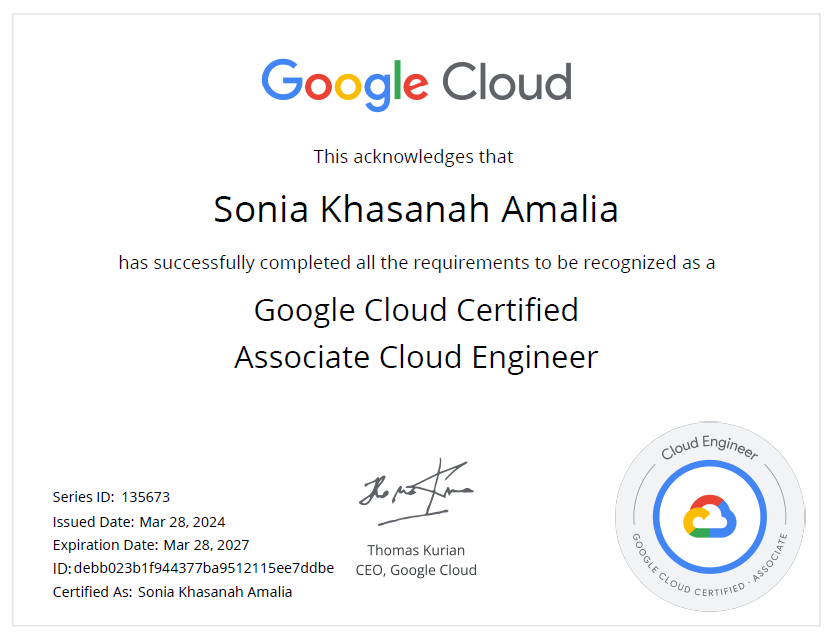 Google Cloud
This acknowledges that
Sonia Khasanah Amalia
has successfully completed all the requirements to be recognized as a
Google Cloud Certified
Associate Cloud Engineer
Series ID: 135673
Issued Date: Mar 28, 2024
Expiration Date: Mar 28, 2027
ID: debb023b1f944377ba9512115ee7ddbe
Certified As: Sonia Khasanah Amalia
Thomas Kurian
CEO, Google Cloud
Cloud Engineer
GOOGLE CLOUD CERTIFIED · ASSOCIATE